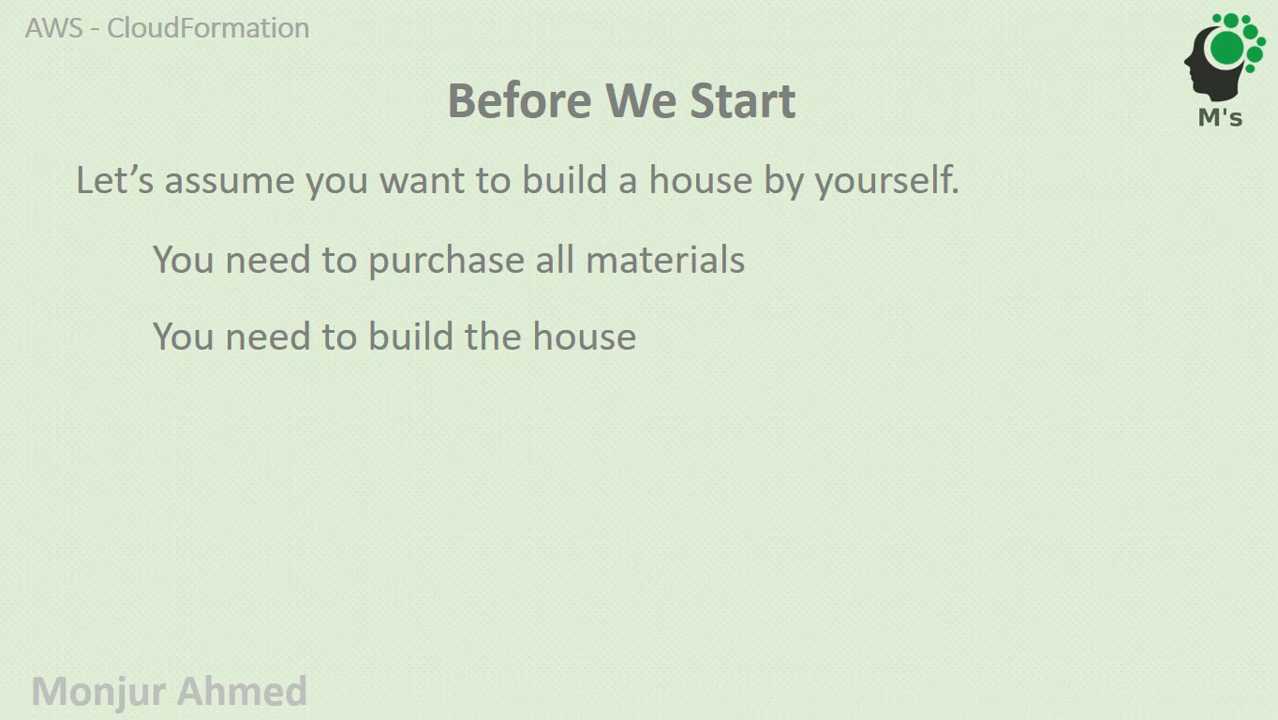 AWS - CloudFormation
M's
Before We Start
Let’s assume you want to build a house by yourself.
You need to purchase all materials
You need to build the house
Monjur Ahmed